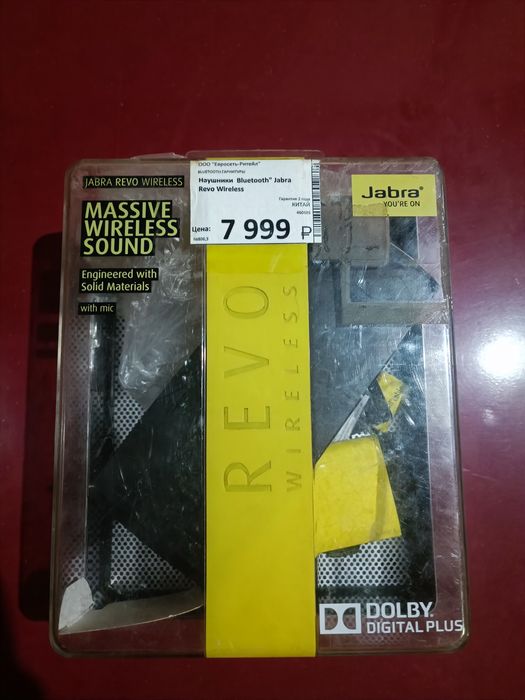 ООО "Евросеть-Ритейл"
BLUETOOTH ГАРНИТУРЫ
Наушники Bluetooth" Jabra
Revo Wireless
Гарантия 2 года
КИТАЙ
Цена: 7 999 ₽
JABRA REVO WIRELESS
MASSIVE
WIRELESS
SOUND
Engineered with
Solid Materials
with mic
Jabra®
YOU'RE ON
REVO
WIRELESS
DOLBY
DIGITAL PLUS